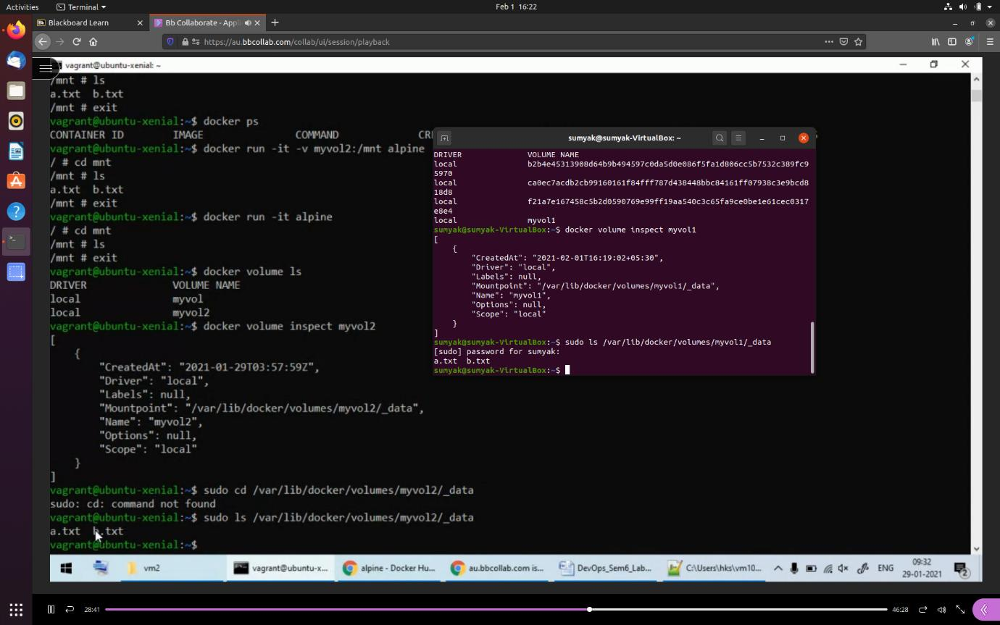 Activities
Terminal
Feb 1 16:22
Blackboard Learn
Bb Collaborate - Appli
https://au.bbcollab.com/collab/ui/session/playback
vagrant@ubuntu-xenial: ~
/mnt # ls
a.txt b.txt
/mnt # exit
vagrant@ubuntu-xenial:~$ docker ps
CONTAINER ID IMAGE COMMAND
vagrant@ubuntu-xenial:~$ docker run -it -v myvol2:/mnt alpine
/ # cd mnt
/mnt # ls
a.txt b.txt
/mnt # exit
vagrant@ubuntu-xenial:~$ docker run -it alpine
/ # cd mnt
/mnt # ls
/mnt # exit
vagrant@ubuntu-xenial:~$ docker volume ls
DRIVER VOLUME NAME
local myvol
local myvol2
vagrant@ubuntu-xenial:~$ docker volume inspect myvol2
[
{
"CreatedAt": "2021-01-29T03:57:59Z",
"Driver": "local",
"Labels": null,
"Mountpoint": "/var/lib/docker/volumes/myvol2/_data",
"Name": "myvol2",
"Options": null,
"Scope": "local"
}
]
vagrant@ubuntu-xenial:~$ sudo cd /var/lib/docker/volumes/myvol2/_data
sudo: cd: command not found
vagrant@ubuntu-xenial:~$ sudo ls /var/lib/docker/volumes/myvol2/_data
a.txt b.txt
vagrant@ubuntu-xenial:~$
sumyak@sumyak-VirtualBox: ~
DRIVER VOLUME NAME
local b2b4e45313908d64b9b494597c0da5d0e086f5fa1d806cc5b7532c389fc9
5970
local ca0ec7acdb2cb99160161f84fff787d438448bbc84161ff07938c3e9bcd8
18d8
local f21a7e167458c5b2d0590769e99ff19aa540c3c65fa9ce0be1e61cec0317
e8e4
local myvol1
sumyak@sumyak-VirtualBox:~$ docker volume inspect myvol1
[
{
"CreatedAt": "2021-02-01T16:19:02+05:30",
"Driver": "local",
"Labels": null,
"Mountpoint": "/var/lib/docker/volumes/myvol1/_data",
"Name": "myvol1",
"Options": null,
"Scope": "local"
}
]
sumyak@sumyak-VirtualBox:~$ sudo ls /var/lib/docker/volumes/myvol1/_data
[sudo] password for sumyak:
a.txt b.txt
sumyak@sumyak-VirtualBox:~$
vm2
vagrant@ubuntu-x...
alpine - Docker Hu...
au.bbcollab.com is...
DevOps_Sem6_Lab...
C:\Users\hks\vm10...
ENG
09:32
29-01-2021
2
28:41
46:28